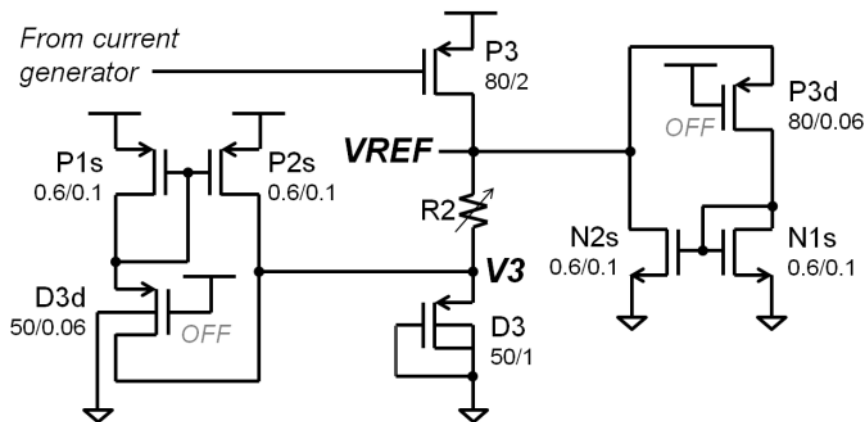 From current
generator
P3
80/2
P1s
0.6/0.1
P2s
0.6/0.1
VREF
R2
P3d
80/0.06
OFF
N2s
0.6/0.1
N1s
0.6/0.1
V3
D3d
50/0.06
OFF
D3
50/1